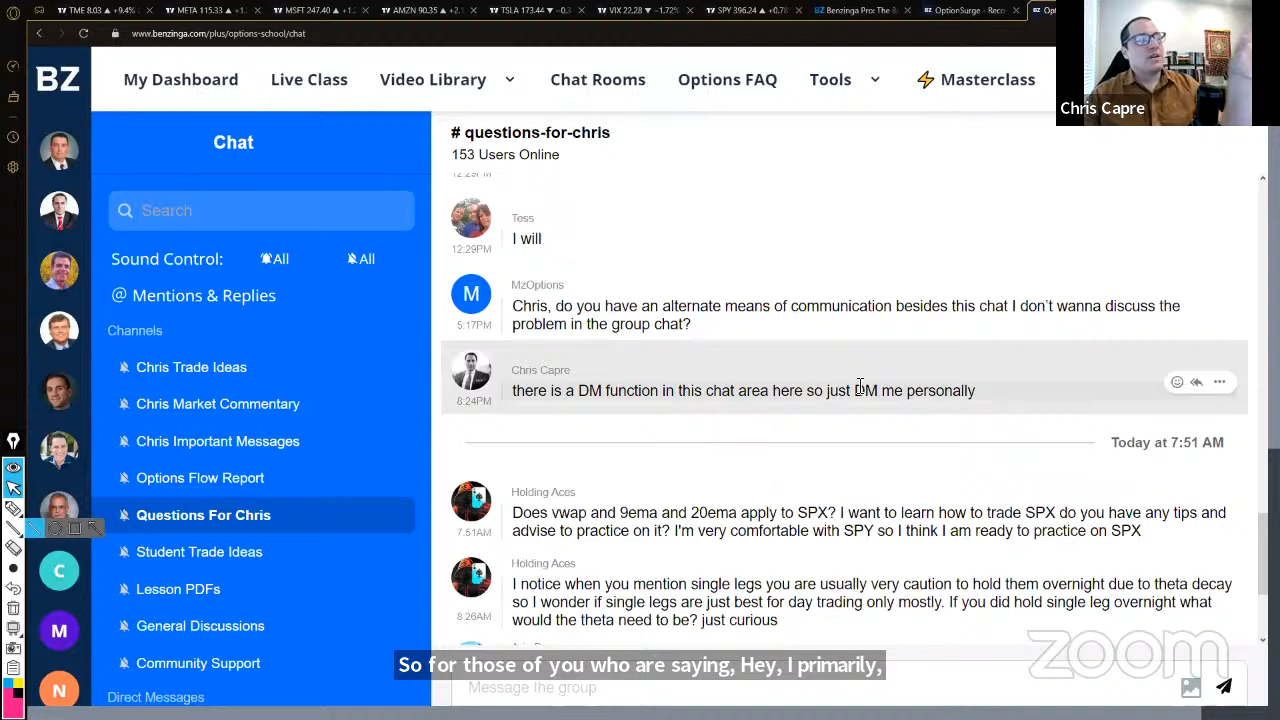 TME 8.03 +9.4%
META 115.33 +1.
MSFT 247.40 +1.
AMZN 90.35 +2.1
TSLA 173.44 −0.3
VIX 22.28 −1.72%
SPY 396.24 +0.7
Benzinga Pro: The B
OptionSurge - Reco
www.benzinga.com/plus/options-school/chat
BZ
My Dashboard
Live Class
Video Library
Chat Rooms
Options FAQ
Tools
Masterclass
Chris Capre
Chat
Search
Sound Control: All All
@ Mentions & Replies
Channels
Chris Trade Ideas
Chris Market Commentary
Chris Important Messages
Options Flow Report
Questions For Chris
Student Trade Ideas
Lesson PDFs
General Discussions
Community Support
Direct Messages
C
M
N
# questions-for-chris
153 Users Online
12:29PM
Tess
I will
12:29PM
M
MzOptions
Chris, do you have an alternate means of communication besides this chat I don't wanna discuss the
problem in the group chat?
5:17PM
Chris Capre
there is a DM function in this chat area here so just DM me personally
8:24PM
Today at 7:51 AM
Holding Aces
Does vwap and 9ema and 20ema apply to SPX? I want to learn how to trade SPX do you have any tips and
advise to practice on it? I'm very comfortable with SPY so I think I am ready to practice on SPX
7:51AM
Holding Aces
I notice when you mention single legs you are usually very caution to hold them overnight due to theta decay
so I wonder if single legs are just best for day trading only mostly. If you did hold single leg overnight what
would the theta need to be? just curious
8:26AM
So for those of you who are saying, Hey, I primarily,
Message the group
zoom